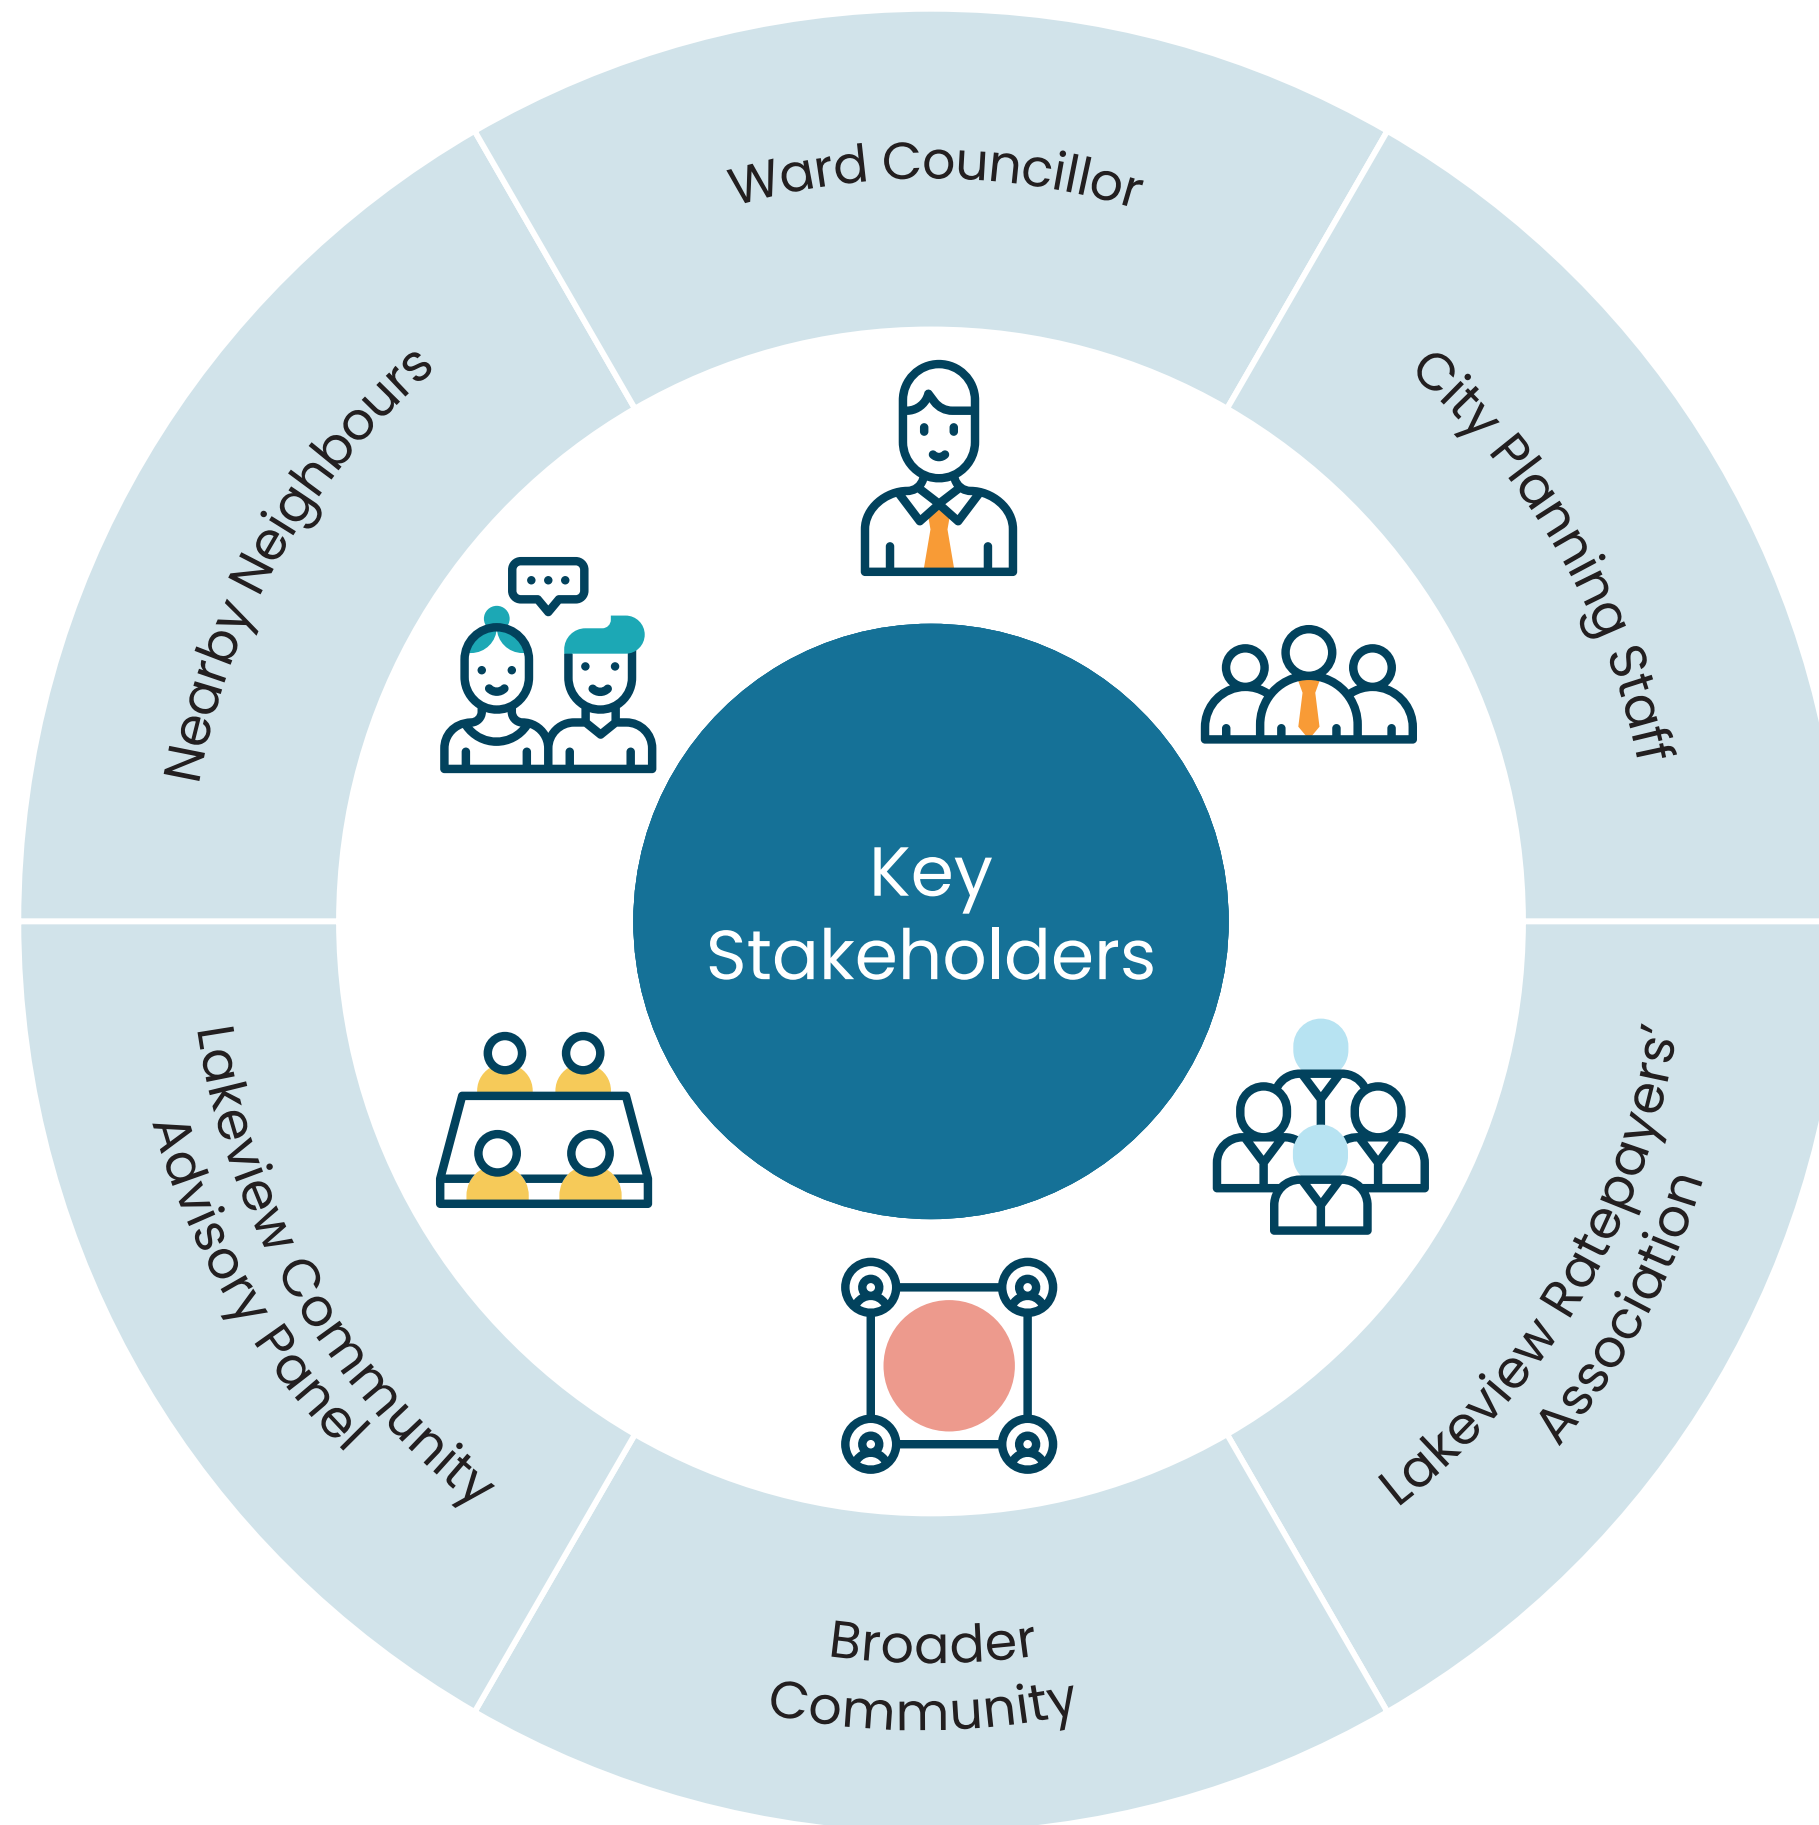 Ward Councillor
City Planning Staff
Lakeview Ratepayers’
Association
Broader
Community
Lakeview Community
Advisory Panel
Nearby Neighbours
Key
Stakeholders